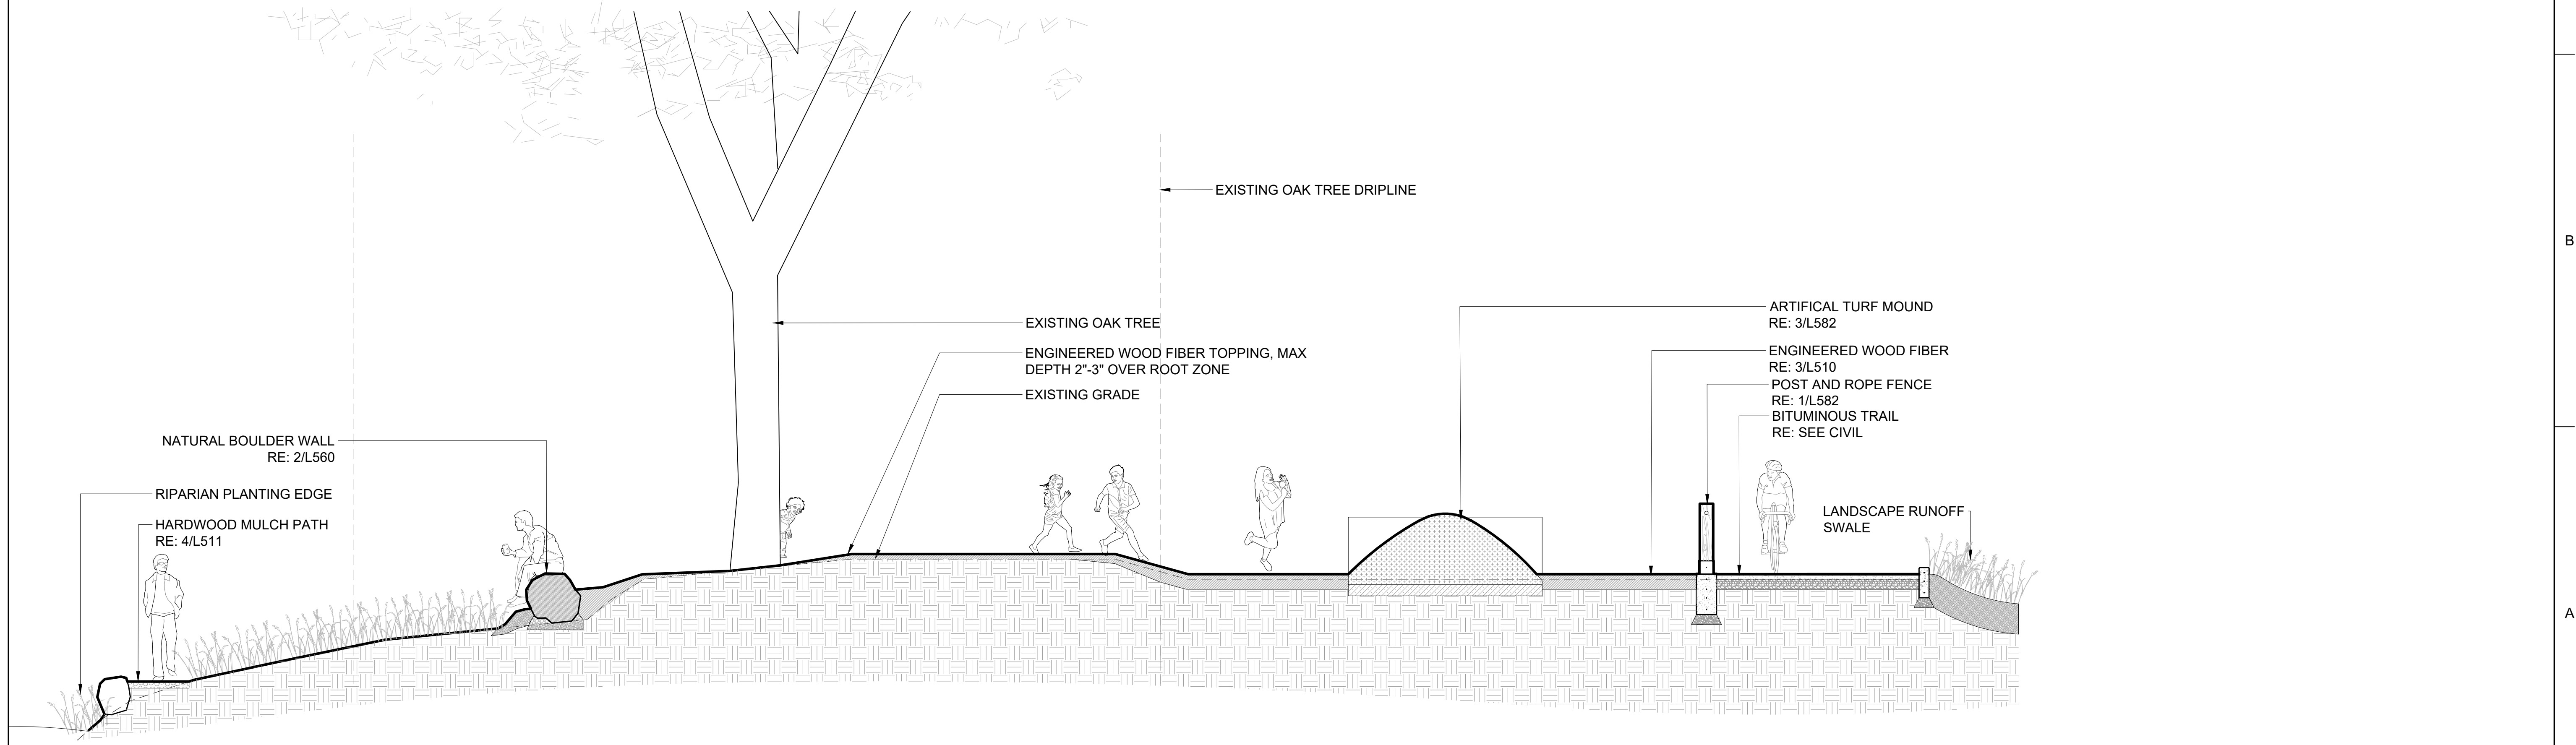 EXISTING OAK TREE DRIPLINE
B
ARTIFICAL TURF MOUND
RE: 3/L582
EXISTING OAK TREE
ENGINEERED WOOD FIBER TOPPING, MAX
DEPTH 2"-3" OVER ROOT ZONE
ENGINEERED WOOD FIBER
RE: 3/L510
POST AND ROPE FENCE
RE: 1/L582
EXISTING GRADE
BITUMINOUS TRAIL
RE: SEE CIVIL
NATURAL BOULDER WALL
RE: 2/L560
RIPARIAN PLANTING EDGE
HARDWOOD MULCH PATH
RE: 4/L511
LANDSCAPE RUNOFF
SWALE
A